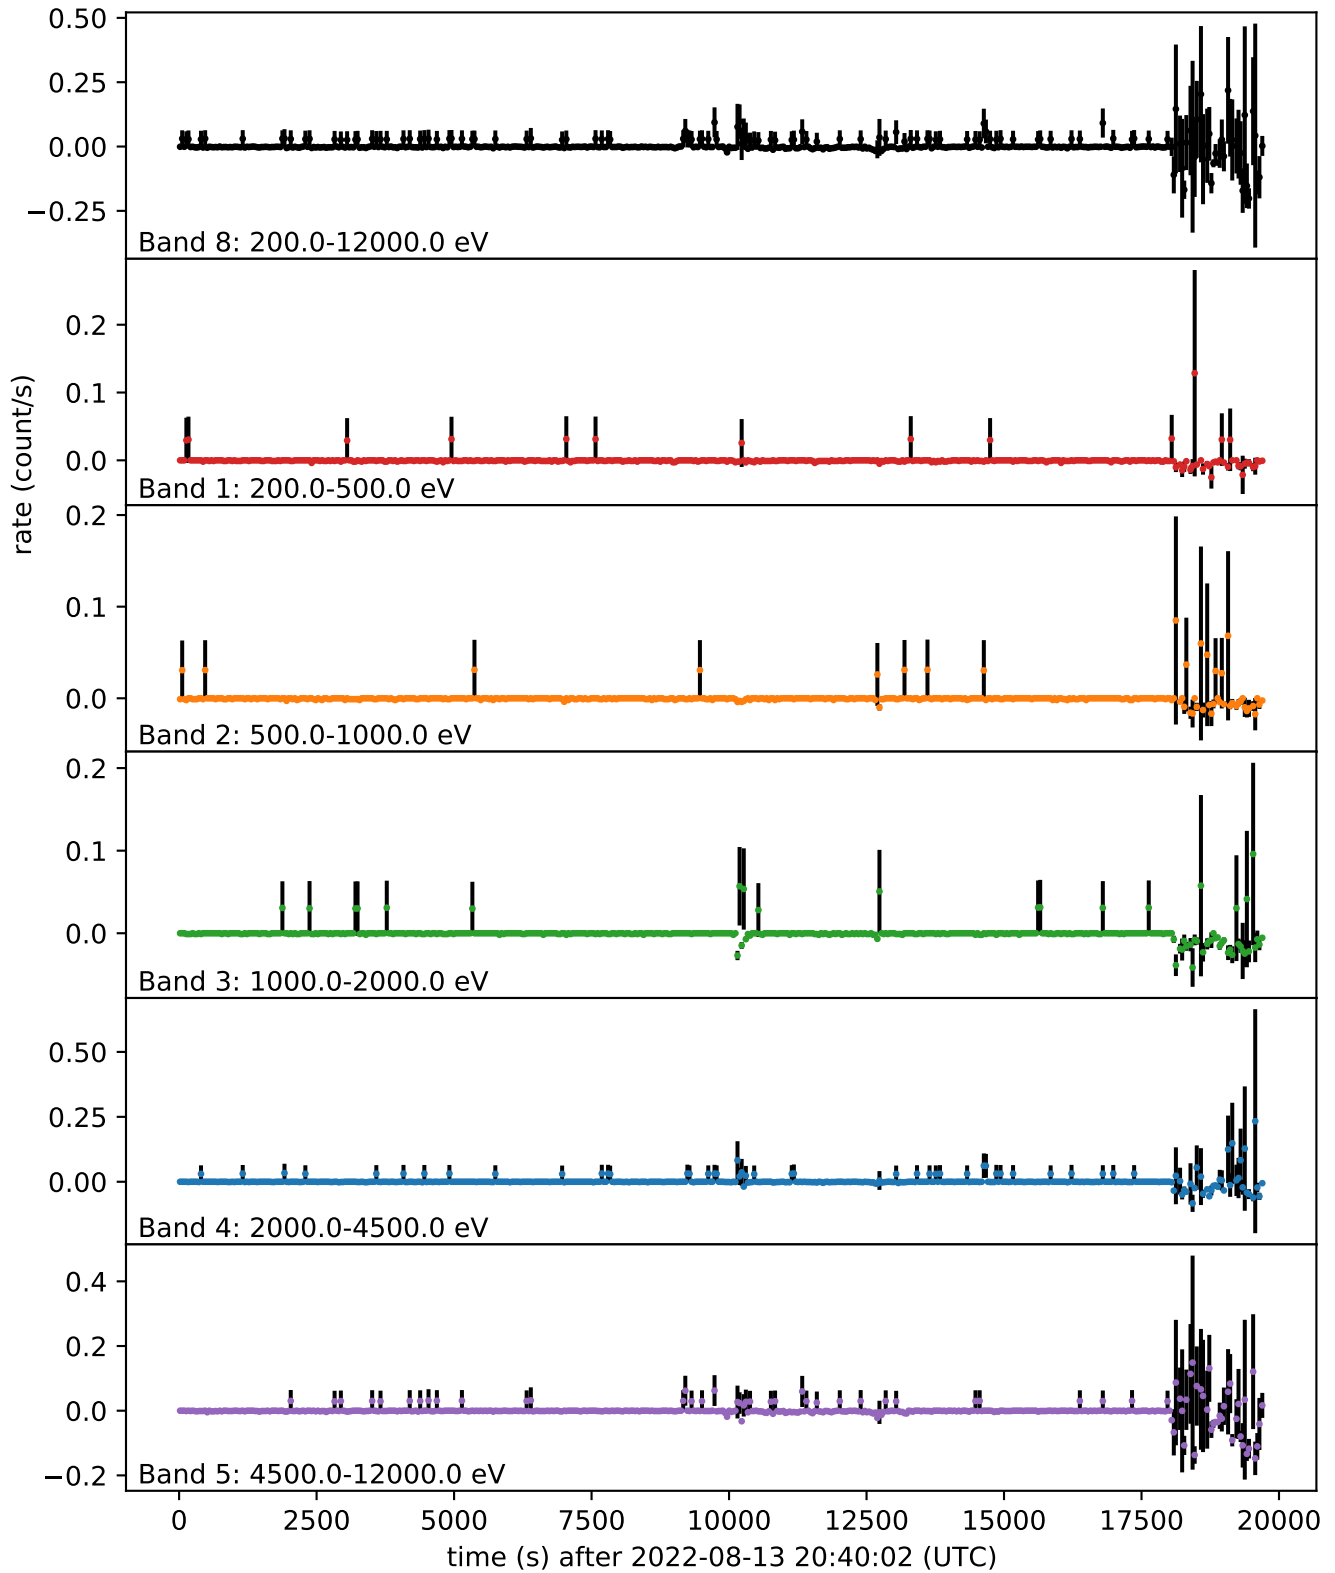 0.50
0.25
0.00
−0.25
Band 8: 200.0-12000.0 eV
0.2
0.1
0.0
Band 1: 200.0-500.0 eV
rate (count/s)
0.2
0.1
0.0
Band 2: 500.0-1000.0 eV
0.2
0.1
0.0
Band 3: 1000.0-2000.0 eV
0.50
0.25
0.00
Band 4: 2000.0-4500.0 eV
0.4
0.2
0.0
−0.2
Band 5: 4500.0-12000.0 eV
0 2500 5000 7500 10000 12500 15000 17500 20000
time (s) after 2022-08-13 20:40:02 (UTC)